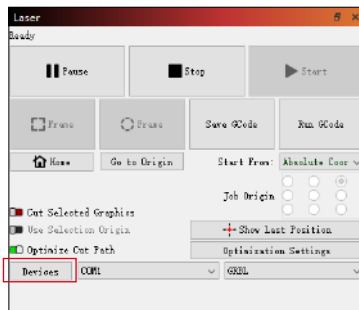 Laser
Ready
Pause Stop Start
Frame Frame Save GCode Run GCode
Home Go to Origin Start From: Absolute Coor
Job Origin
Cut Selected Graphics
Use Selection Origin Show Last Position
Optimize Cut Path Optimization Settings
Devices COM1 GRBL